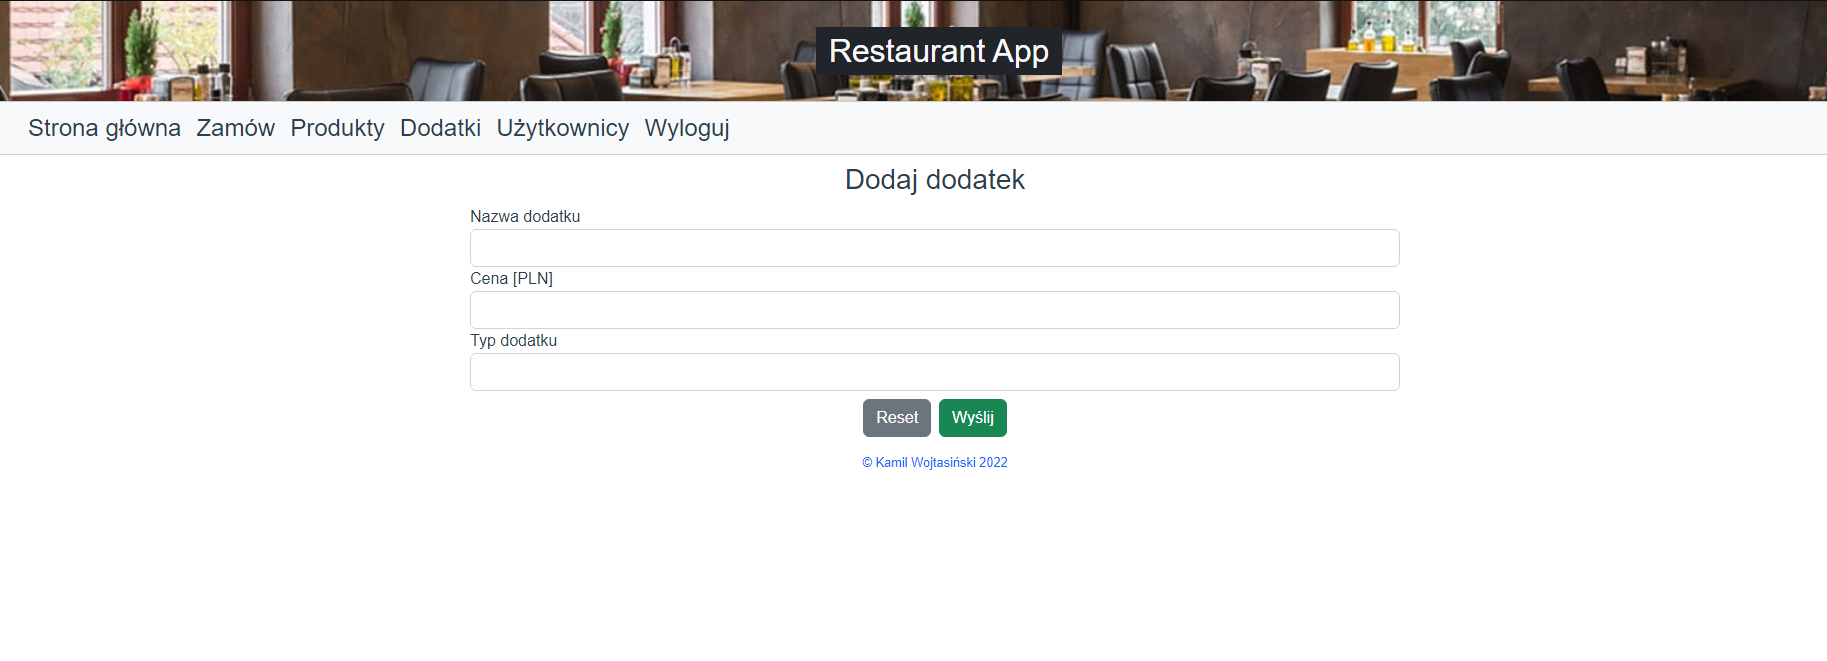 Restaurant App
Strona główna Zamów Produkty Dodatki Użytkownicy Wyloguj
Dodaj dodatek
Nazwa dodatku
Cena [PLN]
Typ dodatku
Reset Wyślij
© Kamil Wojtasiński 2022